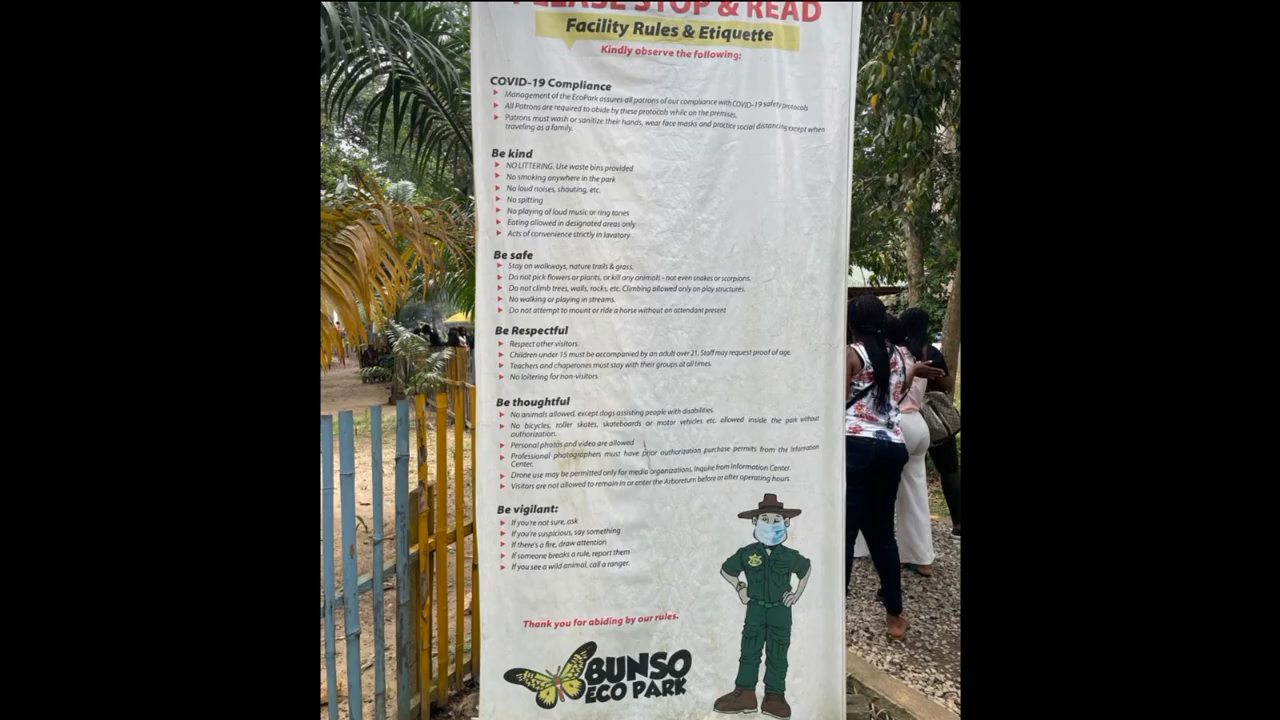 PLEASE STOP & READ
Facility Rules & Etiquette
Kindly observe the following:
COVID-19 Compliance
Management of the EcoPark assures all patrons of our compliance with COVID-19 safety protocols
All Patrons are required to abide by these protocols while on the premises.
Patrons must wash or sanitize their hands, wear face masks and practice social distancing except when
traveling as a family.
Be kind
NO LITTERING. Use waste bins provided
No smoking anywhere in the park
No loud noises, shouting, etc.
No spitting
No playing of loud music or ring tones
Eating allowed in designated areas only
Acts of convenience strictly in lavatory
Be safe
Stay on walkways, nature trails & grass.
Do not pick flowers or plants, or kill any animals - not even snakes or scorpions.
Do not climb trees, walls, rocks, etc. Climbing allowed only on play structures.
No walking or playing in streams.
Do not attempt to mount or ride a horse without an attendant present
Be Respectful
Respect other visitors
Children under 15 must be accompanied by an adult over 21. Staff may request proof of age.
Teachers and chaperones must stay with their groups at all times.
No loitering for non-visitors
Be thoughtful
No animals allowed, except dogs assisting people with disabilities.
No bicycles, roller skates, skateboards or motor vehicles etc. allowed inside the park without
authorization.
Personal photos and video are allowed
Professional photographers must have prior authorization purchase permits from the Information
Center.
Drone use may be permitted only for media organizations. Inquire from Information Center.
Visitors are not allowed to remain in or enter the Arboretum before or after operating hours.
Be vigilant:
If you're not sure, ask
If you're suspicious, say something
If there's a fire, draw attention
If someone breaks a rule, report them
If you see a wild animal, call a ranger.
Thank you for abiding by our rules.
BUNSO
ECO PARK